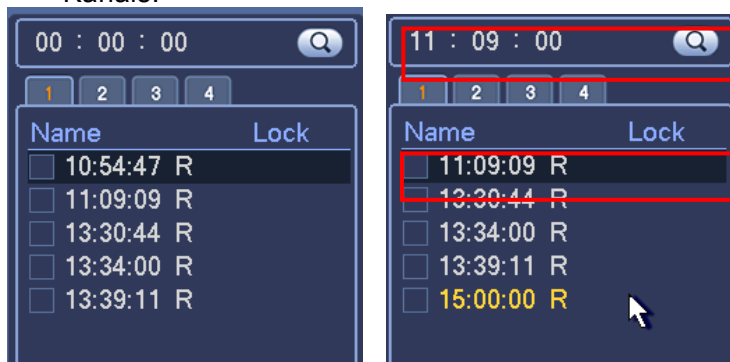 00 : 00 : 00
1 2 3 4
Name Lock
10:54:47 R
11:09:09 R
13:30:44 R
13:34:00 R
13:39:11 R
11 : 09 : 00
1 2 3 4
Name Lock
11:09:09 R
13:30:44 R
13:34:00 R
13:39:11 R
15:00:00 R